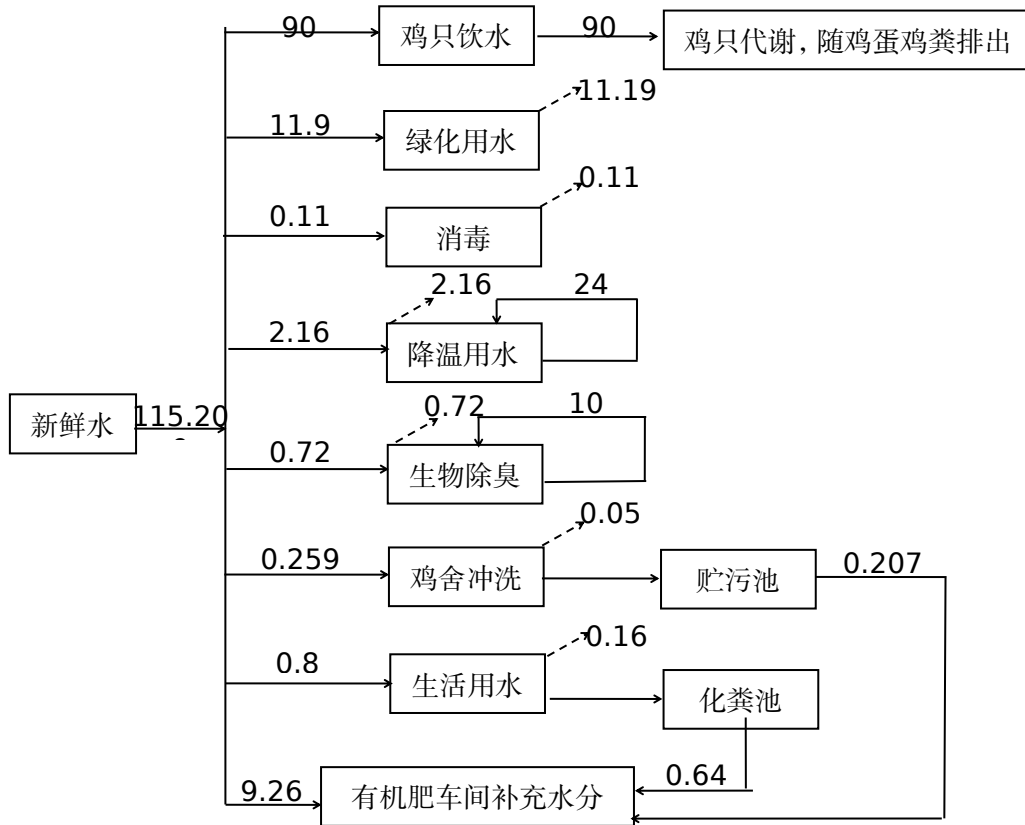 90
鸡只饮水
90
鸡只代谢，随鸡蛋鸡粪排出
11.9
绿化用水
11.19
0.11
消毒
0.11
2.16
降温用水
2.16
24
新鲜水
115.20
0.72
生物除臭
0.72
10
0.259
鸡舍冲洗
0.05
贮污池
0.207
0.8
生活用水
0.16
化粪池
0.64
9.26
有机肥车间补充水分